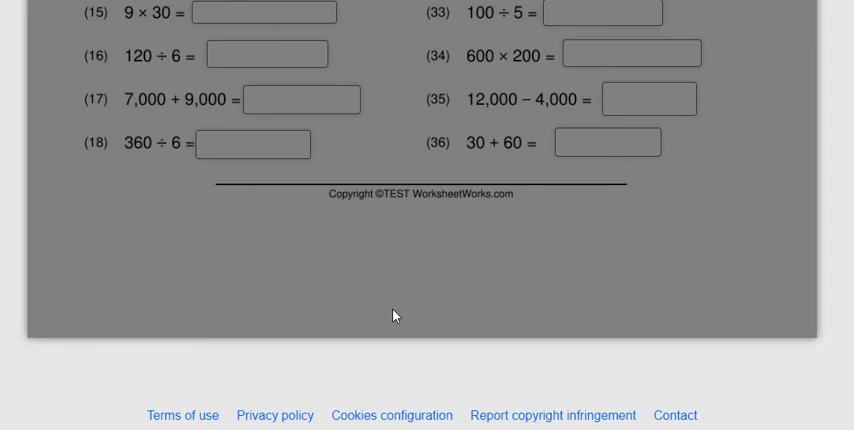 (15) 9 × 30 =
(16) 120 ÷ 6 =
(17) 7,000 + 9,000 =
(18) 360 ÷ 6 =
(33) 100 ÷ 5 =
(34) 600 × 200 =
(35) 12,000 − 4,000 =
(36) 30 + 60 =
Copyright ©TEST WorksheetWorks.com
Terms of use Privacy policy Cookies configuration Report copyright infringement Contact